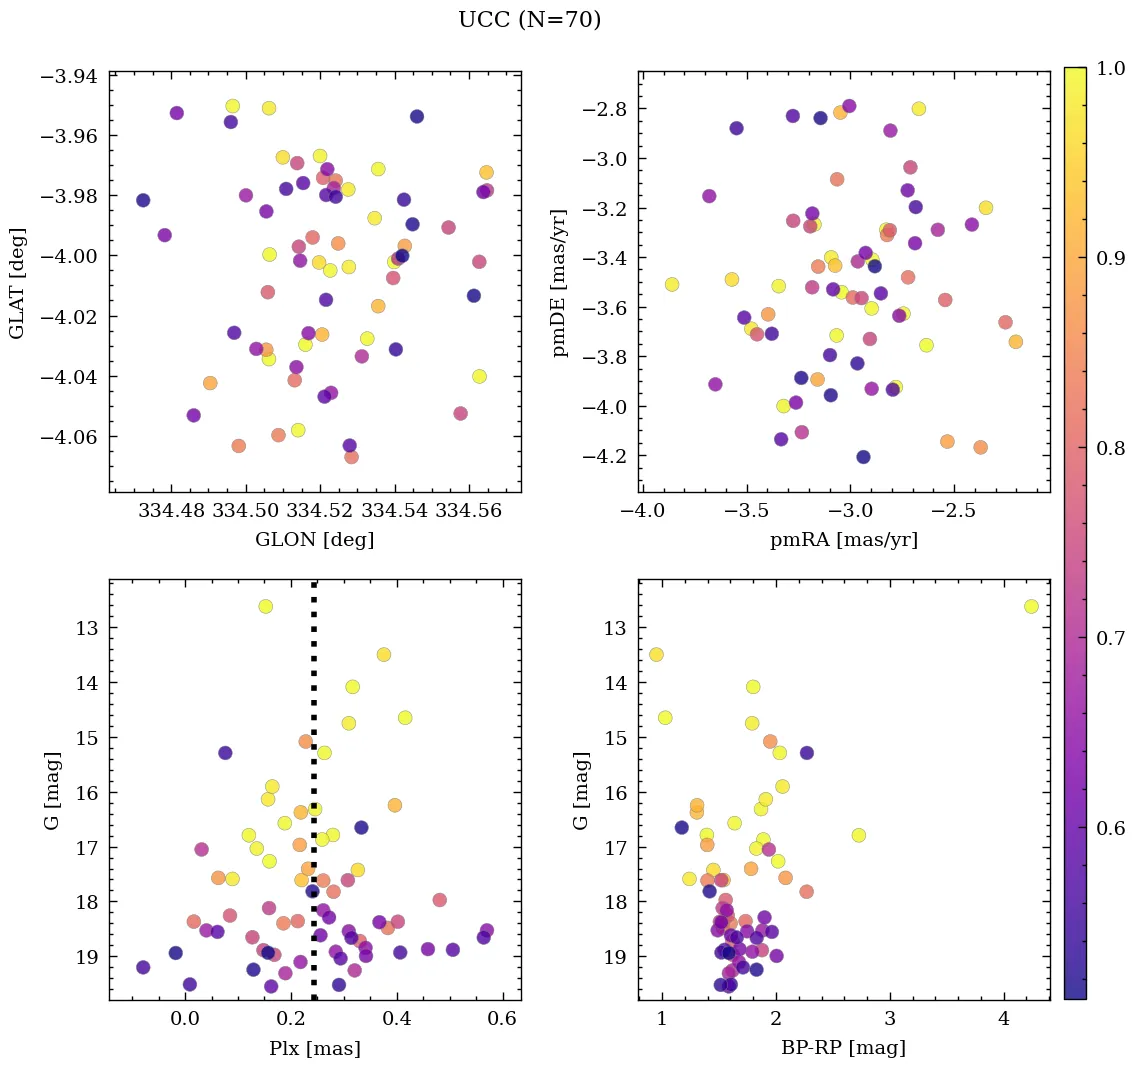 UCC (N=70)
−3.94
−3.96
−3.98
−4.00
−4.02
−4.04
−4.06
GLAT [deg]
334.48 334.50 334.52 334.54 334.56
GLON [deg]
−2.8
−3.0
−3.2
−3.4
−3.6
−3.8
−4.0
−4.2
pmDE [mas/yr]
−4.0 −3.5 −3.0 −2.5
pmRA [mas/yr]
13
14
15
16
17
18
19
G [mag]
0.0 0.2 0.4 0.6
Plx [mas]
13
14
15
16
17
18
19
G [mag]
1 2 3 4
BP-RP [mag]
1.0
0.9
0.8
0.7
0.6